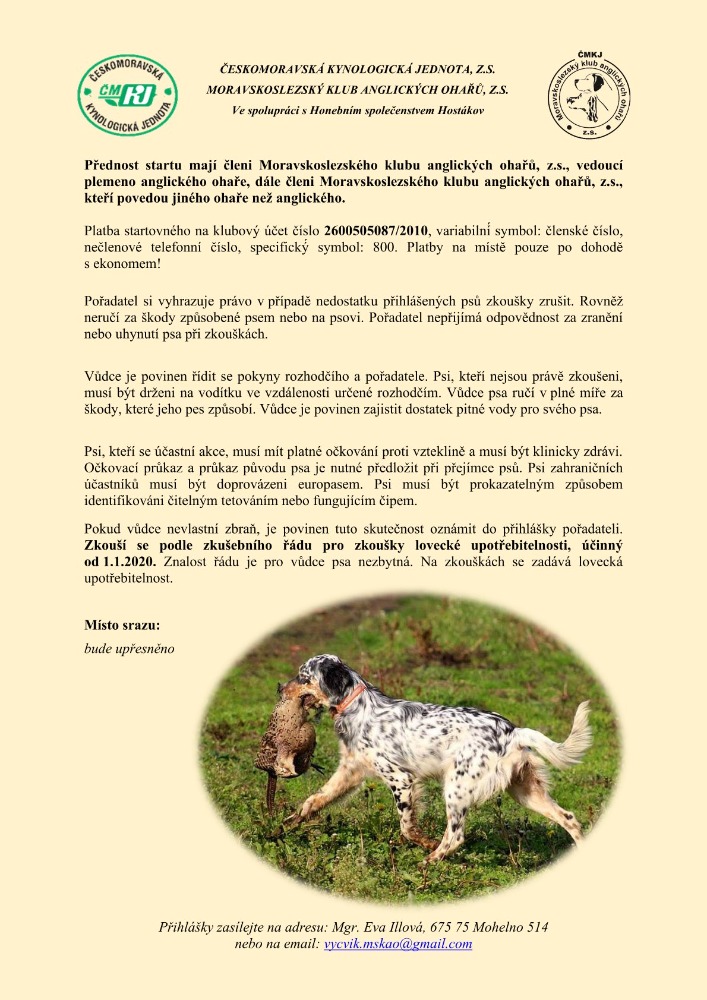 ČESKOMORAVSKÁ KYNOLOGICKÁ JEDNOTA, Z.S.
MORAVSKOSLEZSKÝ KLUB ANGLICKÝCH OHAŘŮ, Z.S.
Ve spolupráci s Honebním společenstvem Hostákov
ČESKOMORAVSKÁ
ČMKJ
KYNOLOGICKÁ JEDNOTA
ČMKJ
Moravskoslezský klub anglických ohařů
z.s.
Přednost startu mají členi Moravskoslezského klubu anglických ohařů, z.s., vedoucí
plemeno anglického ohaře, dále členi Moravskoslezského klubu anglických ohařů, z.s.,
kteří povedou jiného ohaře než anglického.
Platba startovného na klubový účet číslo 2600505087/2010, variabilní symbol: členské číslo,
nečlenové telefonní číslo, specifický symbol: 800. Platby na místě pouze po dohodě
s ekonomem!
Pořadatel si vyhrazuje právo v případě nedostatku přihlášených psů zkoušky zrušit. Rovněž
neručí za škody způsobené psem nebo na psovi. Pořadatel nepřijímá odpovědnost za zranění
nebo uhynutí psa při zkouškách.
Vůdce je povinen řídit se pokyny rozhodčího a pořadatele. Psi, kteří nejsou právě zkoušeni,
musí být drženi na vodítku ve vzdálenosti určené rozhodčím. Vůdce psa ručí v plné míře za
škody, které jeho pes způsobí. Vůdce je povinen zajistit dostatek pitné vody pro svého psa.
Psi, kteří se účastní akce, musí mít platné očkování proti vzteklině a musí být klinicky zdrávi.
Očkovací průkaz a průkaz původu psa je nutné předložit při přejímce psů. Psi zahraničních
účastníků musí být doprovázeni europasem. Psi musí být prokazatelným způsobem
identifikováni čitelným tetováním nebo fungujícím čipem.
Pokud vůdce nevlastní zbraň, je povinen tuto skutečnost oznámit do přihlášky pořadateli.
Zkouší se podle zkušebního řádu pro zkoušky lovecké upotřebitelnosti, účinný
od 1.1.2020. Znalost řádu je pro vůdce psa nezbytná. Na zkouškách se zadává lovecká
upotřebitelnost.
Místo srazu:
bude upřesněno
Přihlášky zasílejte na adresu: Mgr. Eva Illová, 675 75 Mohelno 514
nebo na email: vycvik.mskao@gmail.com